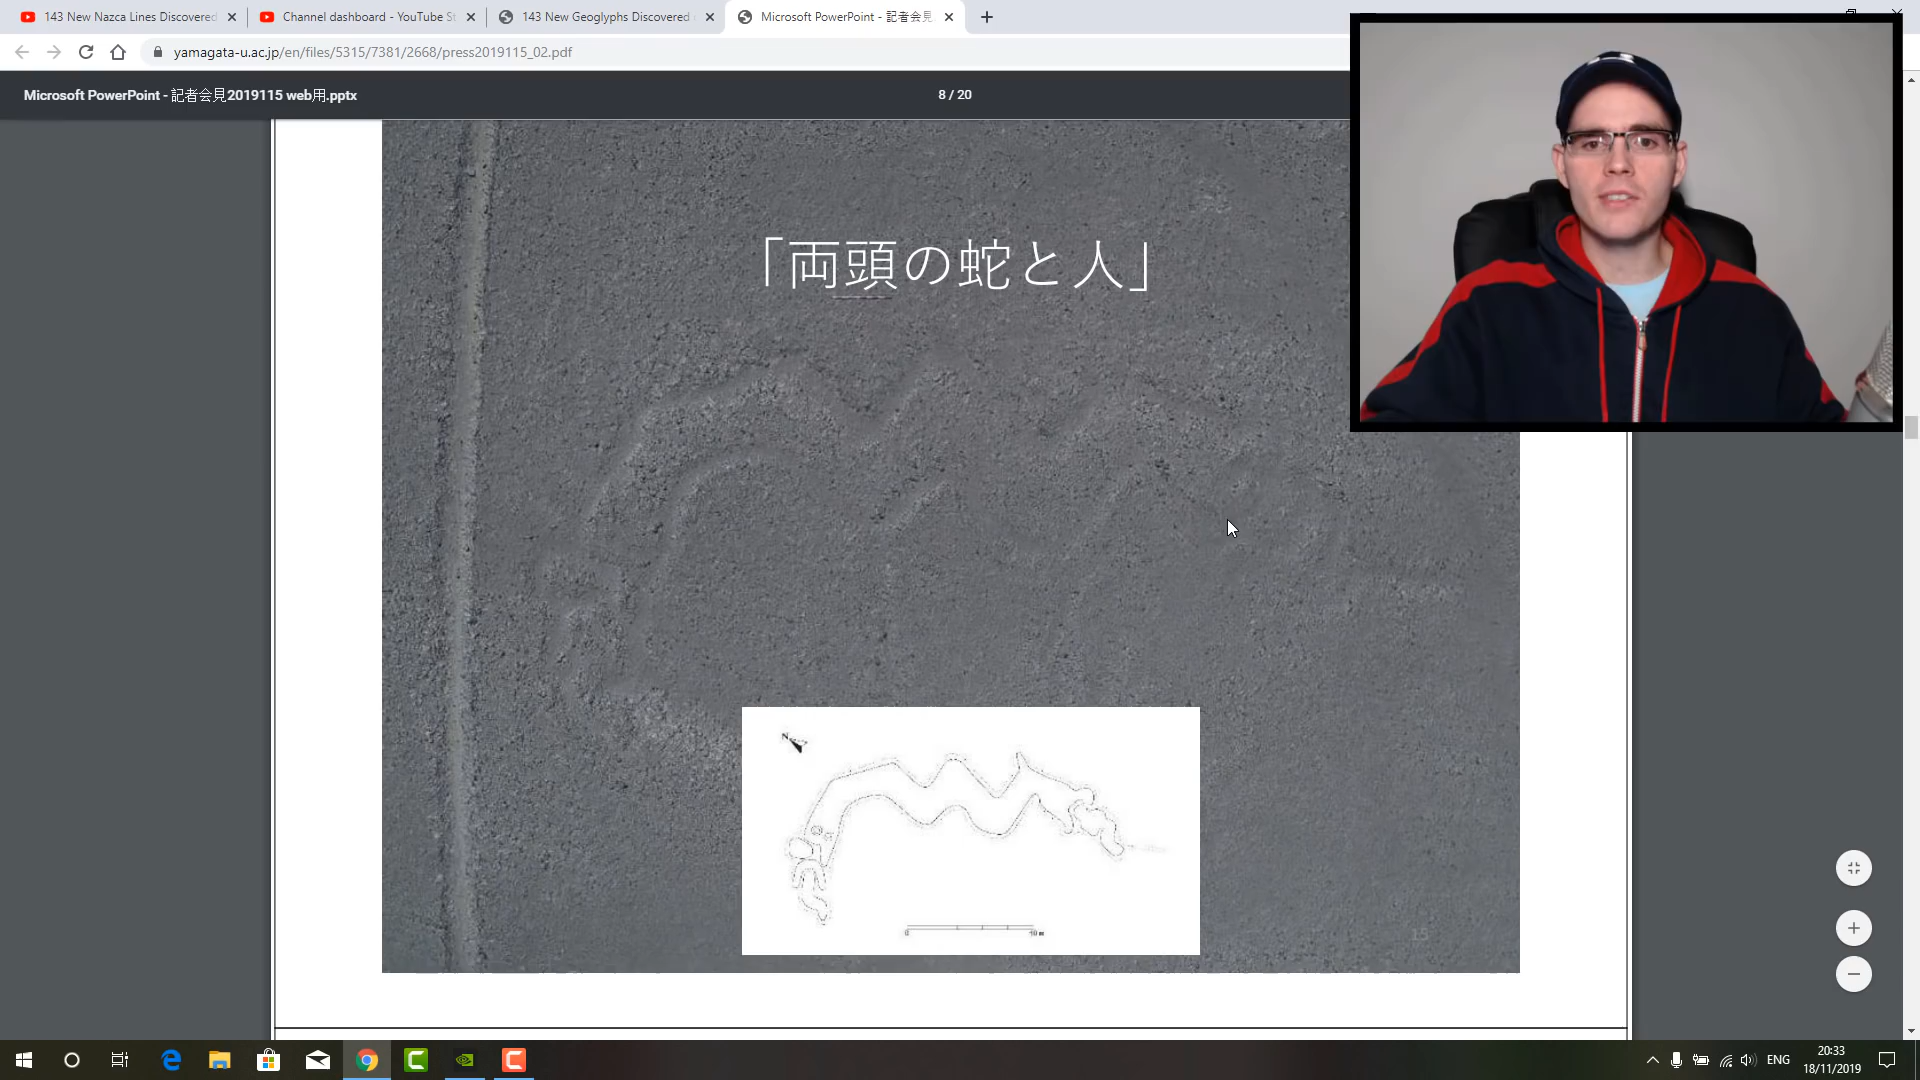 143 New Nazca Lines Discovered
Channel dashboard - YouTube St
143 New Geoglyphs Discovered
Microsoft PowerPoint - 記者会見
yamagata-u.ac.jp/en/files/5315/7381/2668/press2019115_02.pdf
Microsoft PowerPoint - 記者会見2019115 web用.pptx
8 / 20
「両頭の蛇と人」
N
0
10 m
15
ENG
20:33
18/11/2019